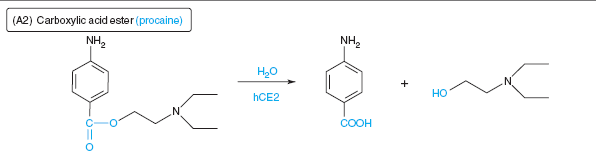 (A2) Carboxylic acid ester (procaine)
NH2
NH2
H2O
N
+
N
HO
hCE2
C
O
COOH
O